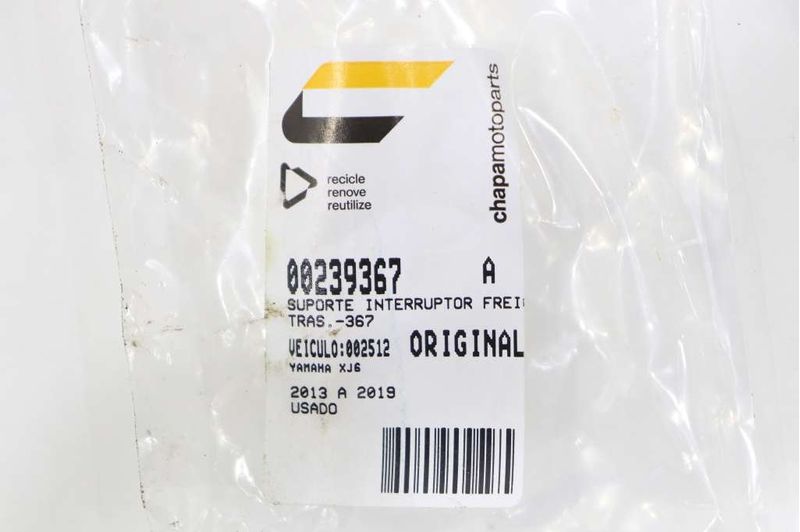 chapamotoparts
recicle
renove
reutilize
00239367 A
SUPORTE INTERRUPTOR FREI
TRAS.-367
VEICULO:002512 ORIGINAL
YAMAHA XJ6
2013 A 2019
USADO